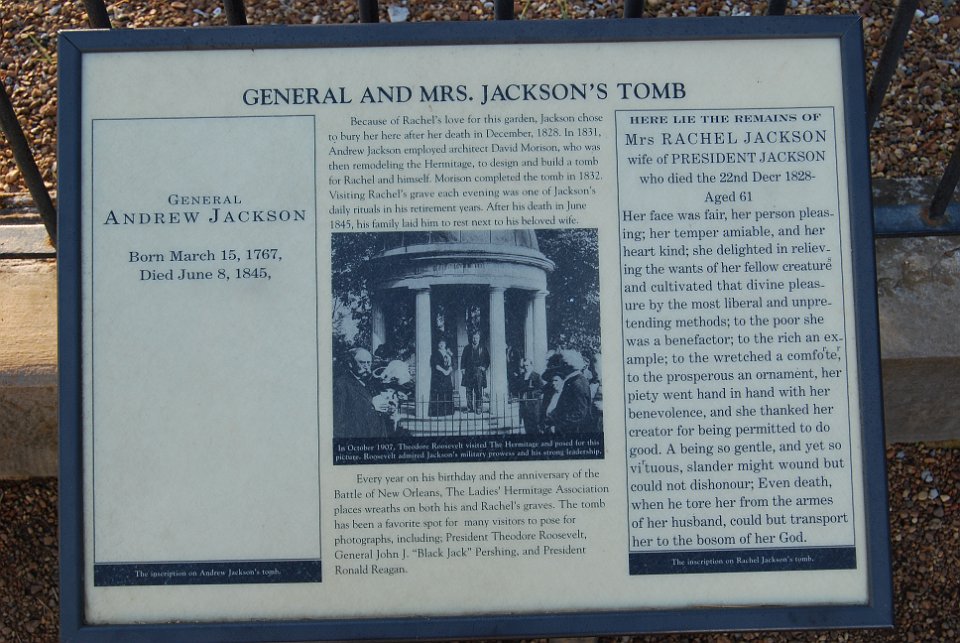 GENERAL AND MRS. JACKSON'S TOMB
GENERAL
ANDREW JACKSON
Born March 15, 1767,
Died June 8, 1845,
The inscription on Andrew Jackson's tomb.
Because of Rachel's love for this garden, Jackson chose
to bury her here after her death in December, 1828. In 1831,
Andrew Jackson employed architect David Morison, who was
then remodeling the Hermitage, to design and build a tomb
for Rachel and himself. Morison completed the tomb in 1832.
Visiting Rachel's grave each evening was one of Jackson's
daily rituals in his retirement years. After his death in June
1845, his family laid him to rest next to his beloved wife.
In October 1907, Theodore Roosevelt visited The Hermitage and posed for this
picture. Roosevelt admired Jackson's military prowess and his strong leadership.
Every year on his birthday and the anniversary of the
Battle of New Orleans, The Ladies' Hermitage Association
places wreaths on both his and Rachel's graves. The tomb
has been a favorite spot for many visitors to pose for
photographs, including; President Theodore Roosevelt,
General John J. "Black Jack" Pershing, and President
Ronald Reagan.
HERE LIE THE REMAINS OF
Mrs RACHEL JACKSON
wife of PRESIDENT JACKSON
who died the 22nd Decr 1828-
Aged 61
Her face was fair, her person pleas-
ing; her temper amiable, and her
heart kind; she delighted in reliev-
ing the wants of her fellow creatures
and cultivated that divine pleas-
ure by the most liberal and unpre-
tending methods; to the poor she
was a benefactor; to the rich an ex-
ample; to the wretched a comforter,
to the prosperous an ornament, her
piety went hand in hand with her
benevolence, and she thanked her
creator for being permitted to do
good. A being so gentle, and yet so
virtuous, slander might wound but
could not dishonour; Even death,
when he tore her from the armes
of her husband, could but transport
her to the bosom of her God.
The inscription on Rachel Jackson's tomb.